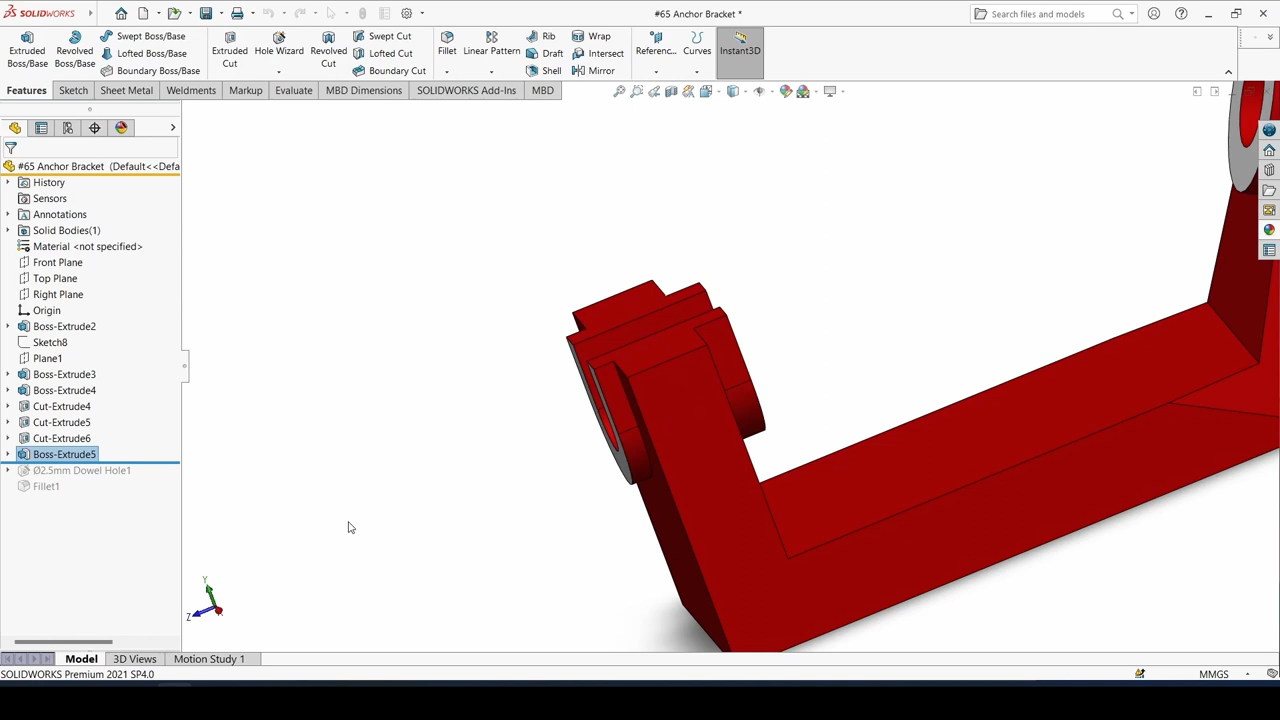 SOLIDWORKS
#65 Anchor Bracket *
Search files and models
Extruded Boss/Base
Revolved Boss/Base
Swept Boss/Base
Lofted Boss/Base
Boundary Boss/Base
Extruded Cut
Hole Wizard
Revolved Cut
Swept Cut
Lofted Cut
Boundary Cut
Fillet
Linear Pattern
Rib
Draft
Shell
Wrap
Intersect
Mirror
Referenc...
Curves
Instant3D
Features
Sketch
Sheet Metal
Weldments
Markup
Evaluate
MBD Dimensions
SOLIDWORKS Add-Ins
MBD
#65 Anchor Bracket (Default<<Defa
History
Sensors
Annotations
Solid Bodies(1)
Material <not specified>
Front Plane
Top Plane
Right Plane
Origin
Boss-Extrude2
Sketch8
Plane1
Boss-Extrude3
Boss-Extrude4
Cut-Extrude4
Cut-Extrude5
Cut-Extrude6
Boss-Extrude5
Ø2.5mm Dowel Hole1
Fillet1
Y
Z
Model
3D Views
Motion Study 1
SOLIDWORKS Premium 2021 SP4.0
MMGS